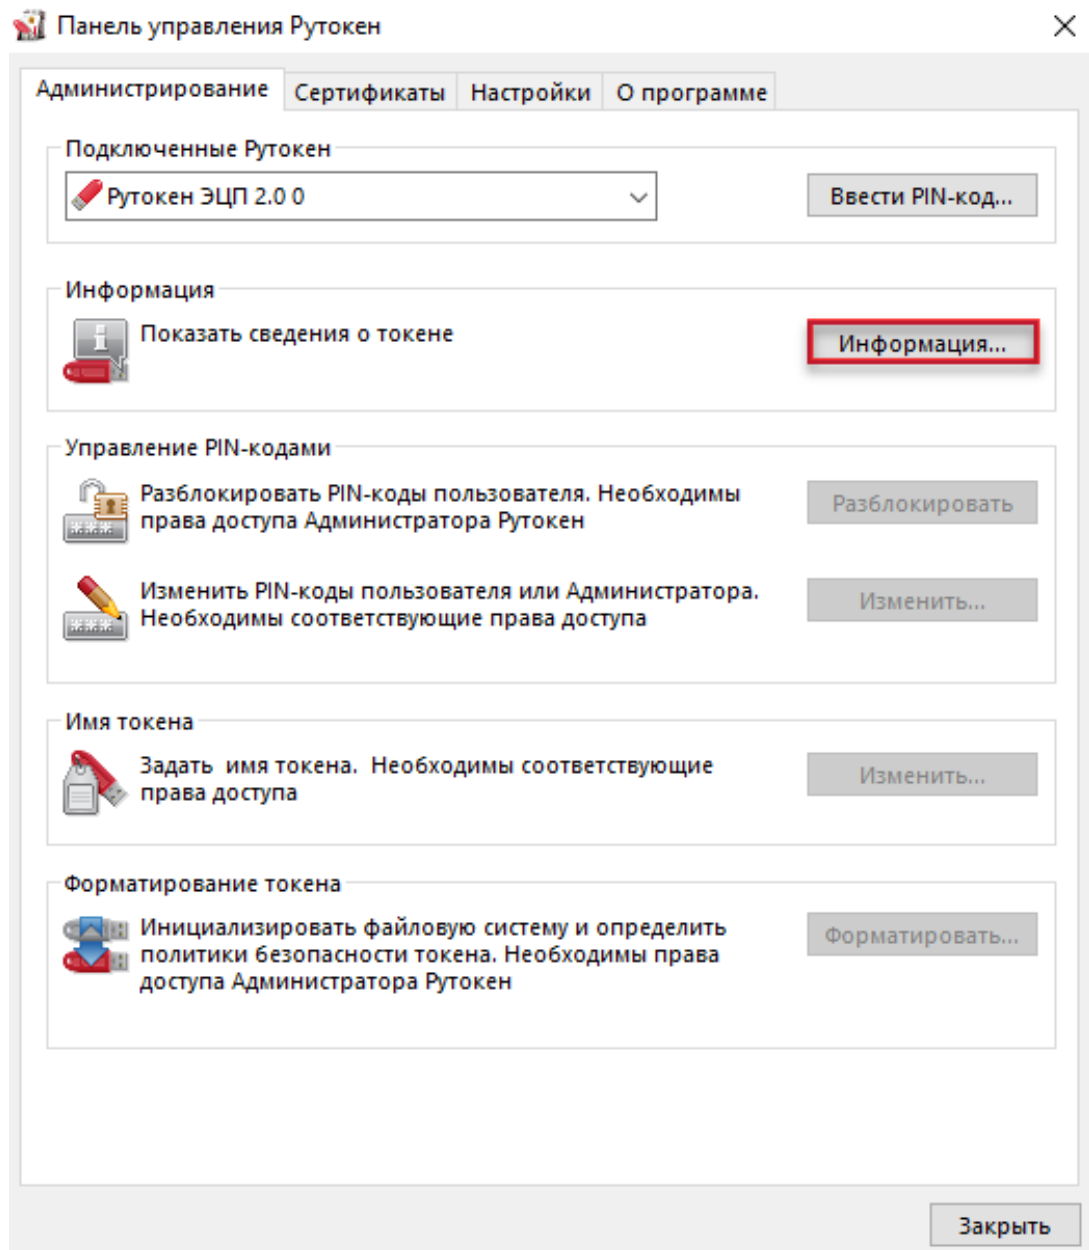 Панель управления Рутокен
Администрирование
Сертификаты
Настройки
О программе
Подключенные Рутокен
Рутокен ЭЦП 2.0 0
Ввести PIN-код...
Информация
Показать сведения о токене
Информация...
Управление PIN-кодами
Разблокировать PIN-коды пользователя. Необходимы
права доступа Администратора Рутокен
Разблокировать
Изменить PIN-коды пользователя или Администратора.
Необходимы соответствующие права доступа
Изменить...
Имя токена
Задать имя токена. Необходимы соответствующие
права доступа
Изменить...
Форматирование токена
Инициализировать файловую систему и определить
политики безопасности токена. Необходимы права
доступа Администратора Рутокен
Форматировать...
Закрыть